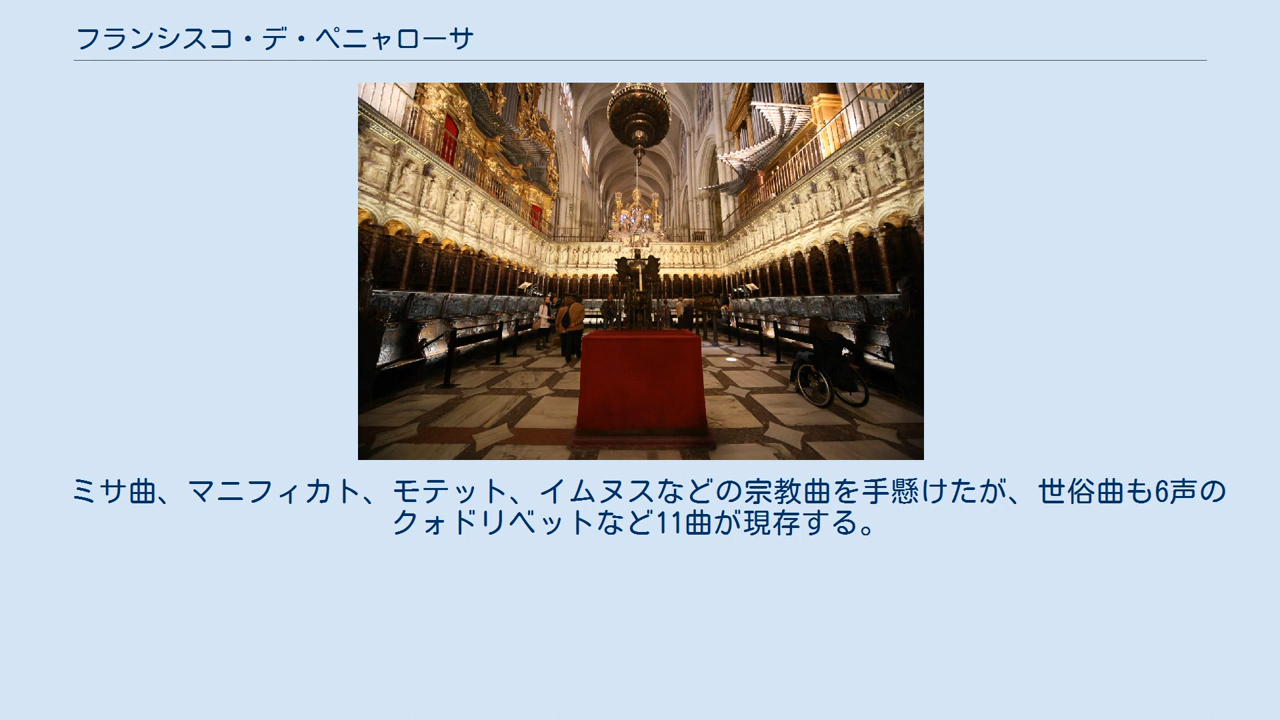 フランシスコ・デ・ペニャローサ
ミサ曲、マニフィカト、モテット、イムヌスなどの宗教曲を手懸けたが、世俗曲も6声の
クォドリベットなど11曲が現存する。